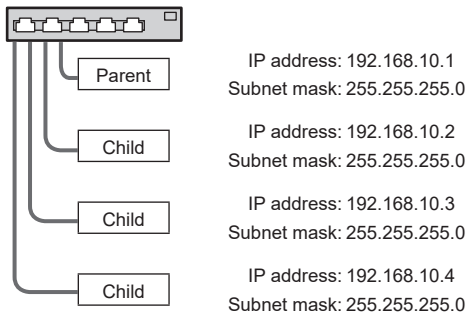 Parent
IP address: 192.168.10.1
Subnet mask: 255.255.255.0
Child
IP address: 192.168.10.2
Subnet mask: 255.255.255.0
Child
IP address: 192.168.10.3
Subnet mask: 255.255.255.0
Child
IP address: 192.168.10.4
Subnet mask: 255.255.255.0